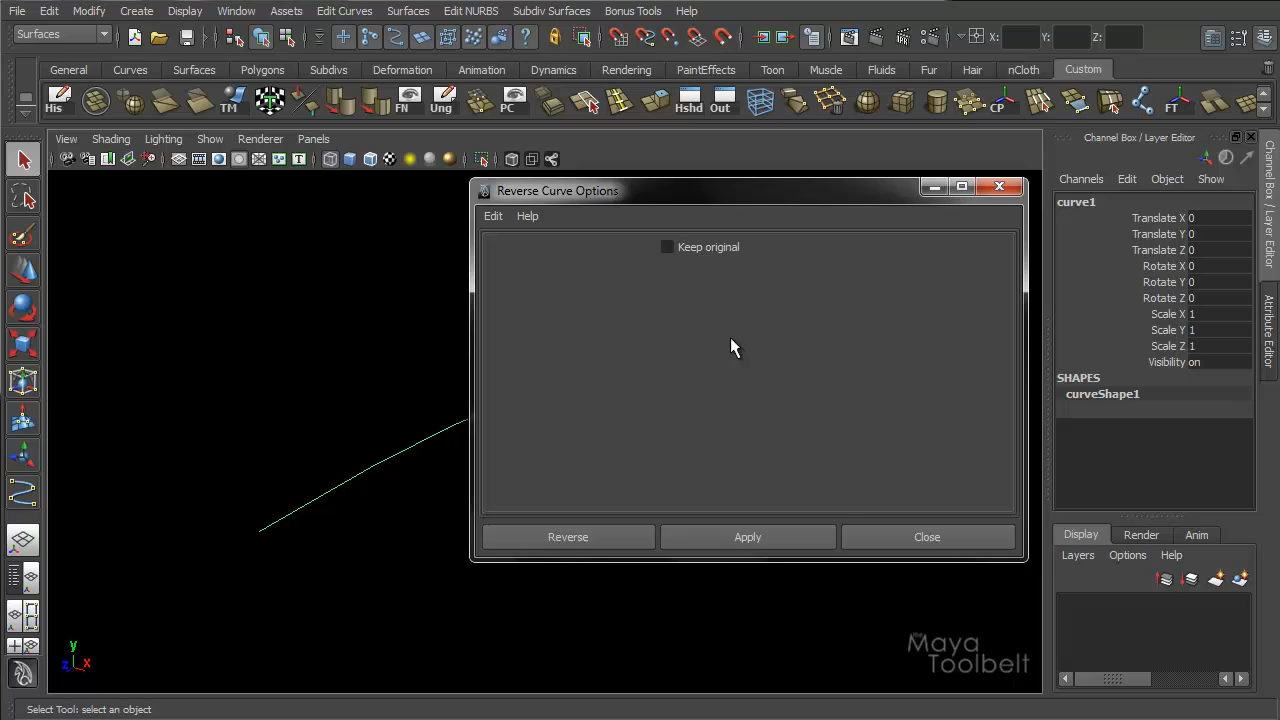 File Edit Modify Create Display Window Assets Edit Curves Surfaces Edit NURBS Subdiv Surfaces Bonus Tools Help
Surfaces X: Y: Z:
General Curves Surfaces Polygons Subdivs Deformation Animation Dynamics Rendering PaintEffects Toon Muscle Fluids Fur Hair nCloth Custom
His TM FN Ung PC Hshd Out CP FT
View Shading Lighting Show Renderer Panels
Channel Box / Layer Editor
Channels Edit Object Show
curve1
Translate X 0
Translate Y 0
Translate Z 0
Rotate X 0
Rotate Y 0
Rotate Z 0
Scale X 1
Scale Y 1
Scale Z 1
Visibility on
SHAPES
curveShape1
Channel Box / Layer Editor
Attribute Editor
Reverse Curve Options
Edit Help
Keep original
Reverse Apply Close
Display Render Anim
Layers Options Help
y
z x
the
Maya
Toolbelt
Select Tool: select an object